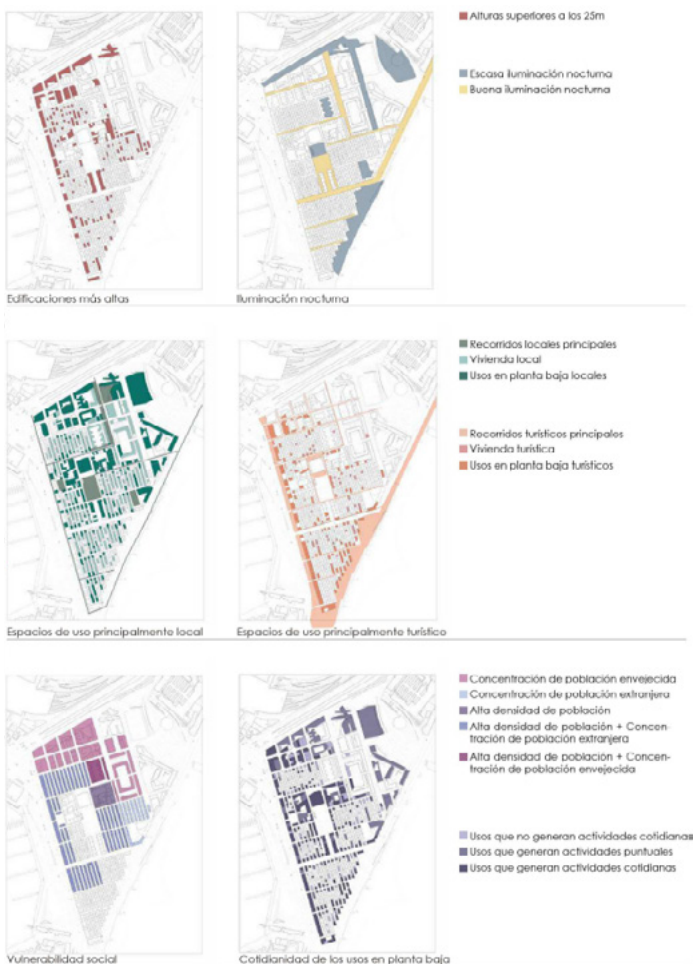 Alturas superiores a los 25m
Escasa iluminación nocturna
Buena iluminación nocturna
Edificaciones más altas
Iluminación nocturna
Recorridos locales principales
Vivienda local
Usos en planta baja locales
Recorridos turísticos principales
Vivienda turística
Usos en planta baja turísticos
Espacios de uso principalmente local
Espacios de uso principalmente turístico
Concentración de población envejecida
Concentración de población extranjera
Alta densidad de población
Alta densidad de población + Concen-
tración de población extranjera
Alta densidad de población + Concen-
tración de población envejecida
Usos que no generan actividades cotidianas
Usos que generan actividades puntuales
Usos que generan actividades cotidianas
Vulnerabilidad social
Cotidianidad de los usos en planta baja